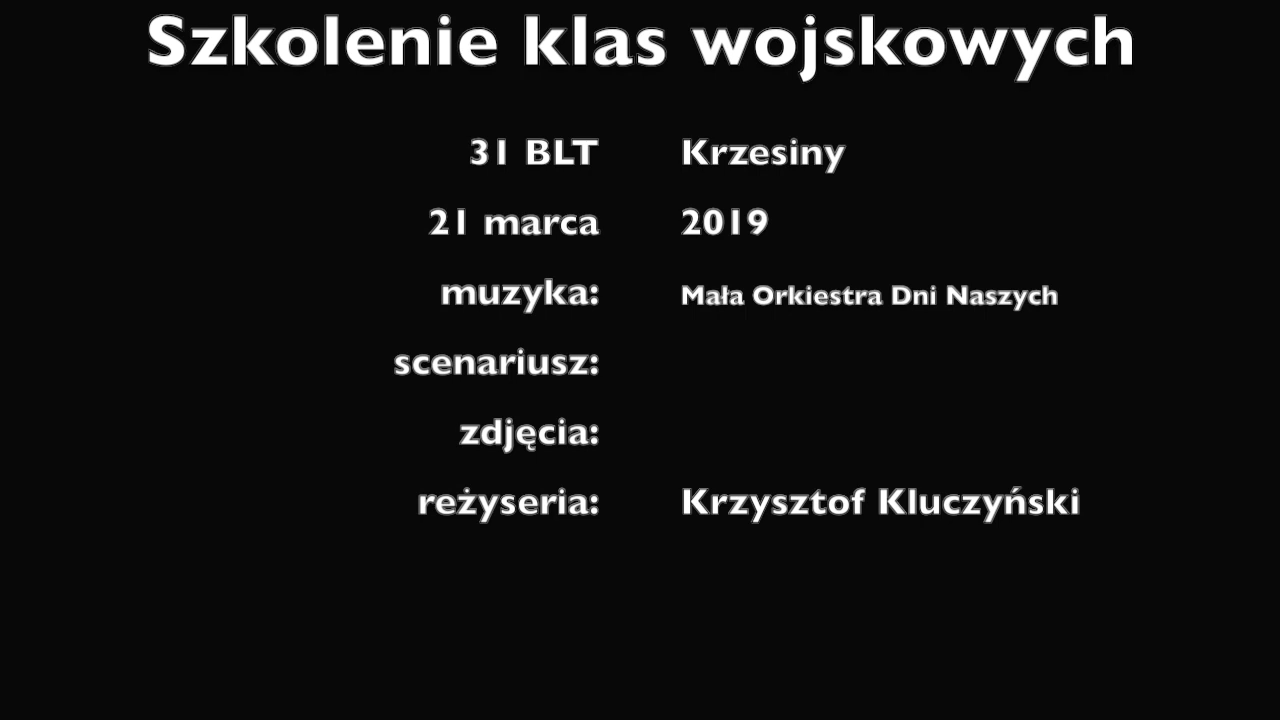 Szkolenie klas wojskowych
31 BLT Krzesiny
21 marca 2019
muzyka: Mała Orkiestra Dni Naszych
scenariusz:
zdjęcia:
reżyseria: Krzysztof Kluczyński